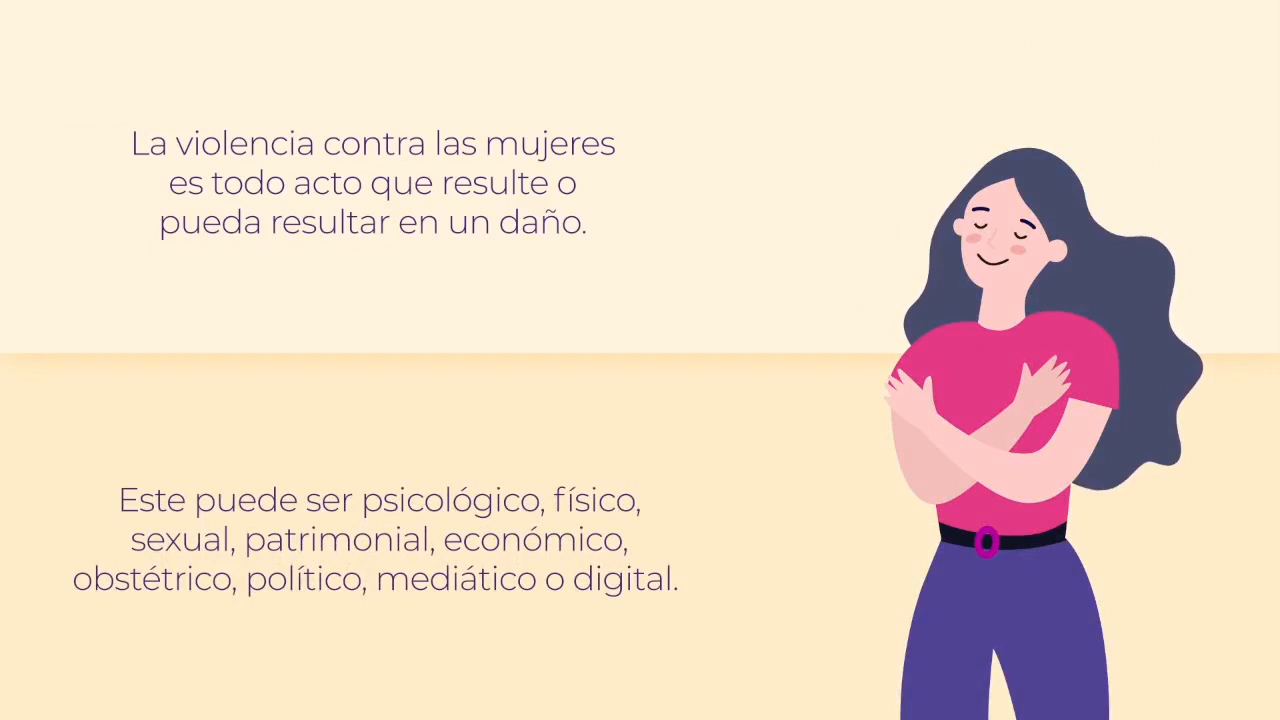 La violencia contra las mujeres
es todo acto que resulte o
pueda resultar en un daño.
Este puede ser psicológico, físico,
sexual, patrimonial, económico,
obstétrico, político, mediático o digital.